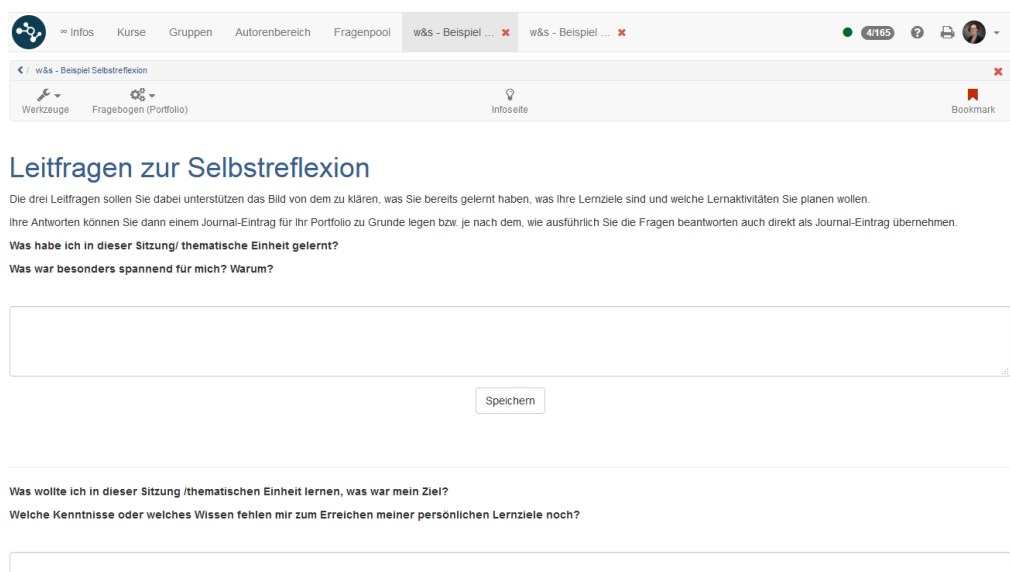 ∞ Infos Kurse Gruppen Autorenbereich Fragenpool w&s - Beispiel ... ✖ w&s - Beispiel ... ✖ 4/165
/ w&s - Beispiel Selbstreflexion
Werkzeuge Fragebogen (Portfolio) Infoseite Bookmark
Leitfragen zur Selbstreflexion
Die drei Leitfragen sollen Sie dabei unterstützen das Bild von dem zu klären, was Sie bereits gelernt haben, was Ihre Lernziele sind und welche Lernaktivitäten Sie planen wollen.
Ihre Antworten können Sie dann einem Journal-Eintrag für Ihr Portfolio zu Grunde legen bzw. je nach dem, wie ausführlich Sie die Fragen beantworten auch direkt als Journal-Eintrag übernehmen.
Was habe ich in dieser Sitzung/ thematische Einheit gelernt?
Was war besonders spannend für mich? Warum?
Speichern
Was wollte ich in dieser Sitzung /thematischen Einheit lernen, was war mein Ziel?
Welche Kenntnisse oder welches Wissen fehlen mir zum Erreichen meiner persönlichen Lernziele noch?